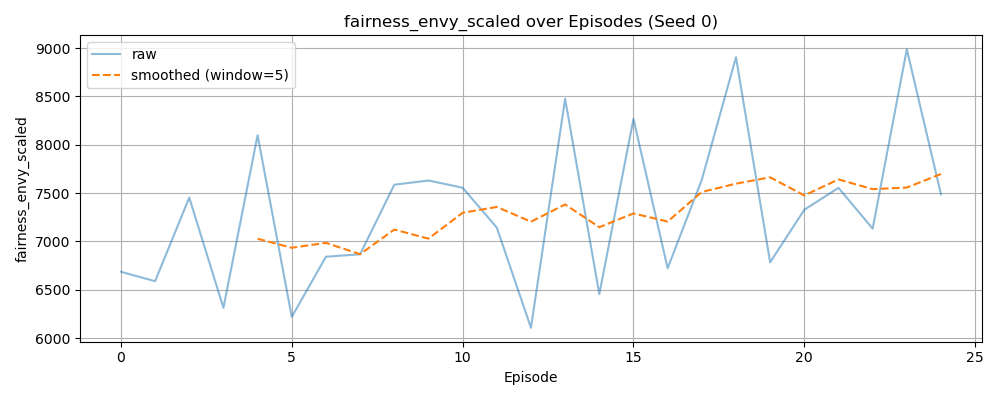 fairness_envy_scaled over Episodes (Seed 0)
raw
smoothed (window=5)
fairness_envy_scaled
9000
8500
8000
7500
7000
6500
6000
0 5 10 15 20 25
Episode